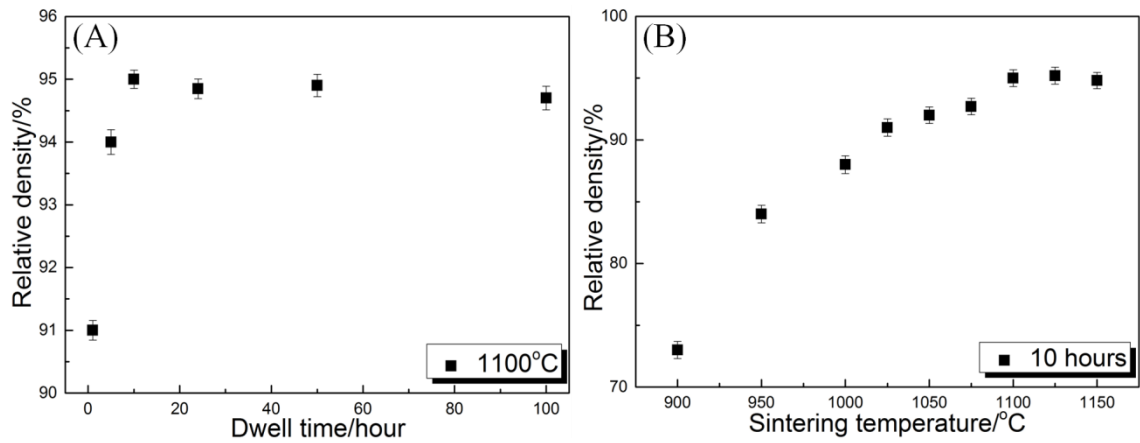 (A)
Relative density/%
96
95
94
93
92
91
90
0 20 40 60 80 100
Dwell time/hour
1100°C
(B)
Relative density/%
100
90
80
70
900 950 1000 1050 1100 1150
Sintering temperature/°C
10 hours